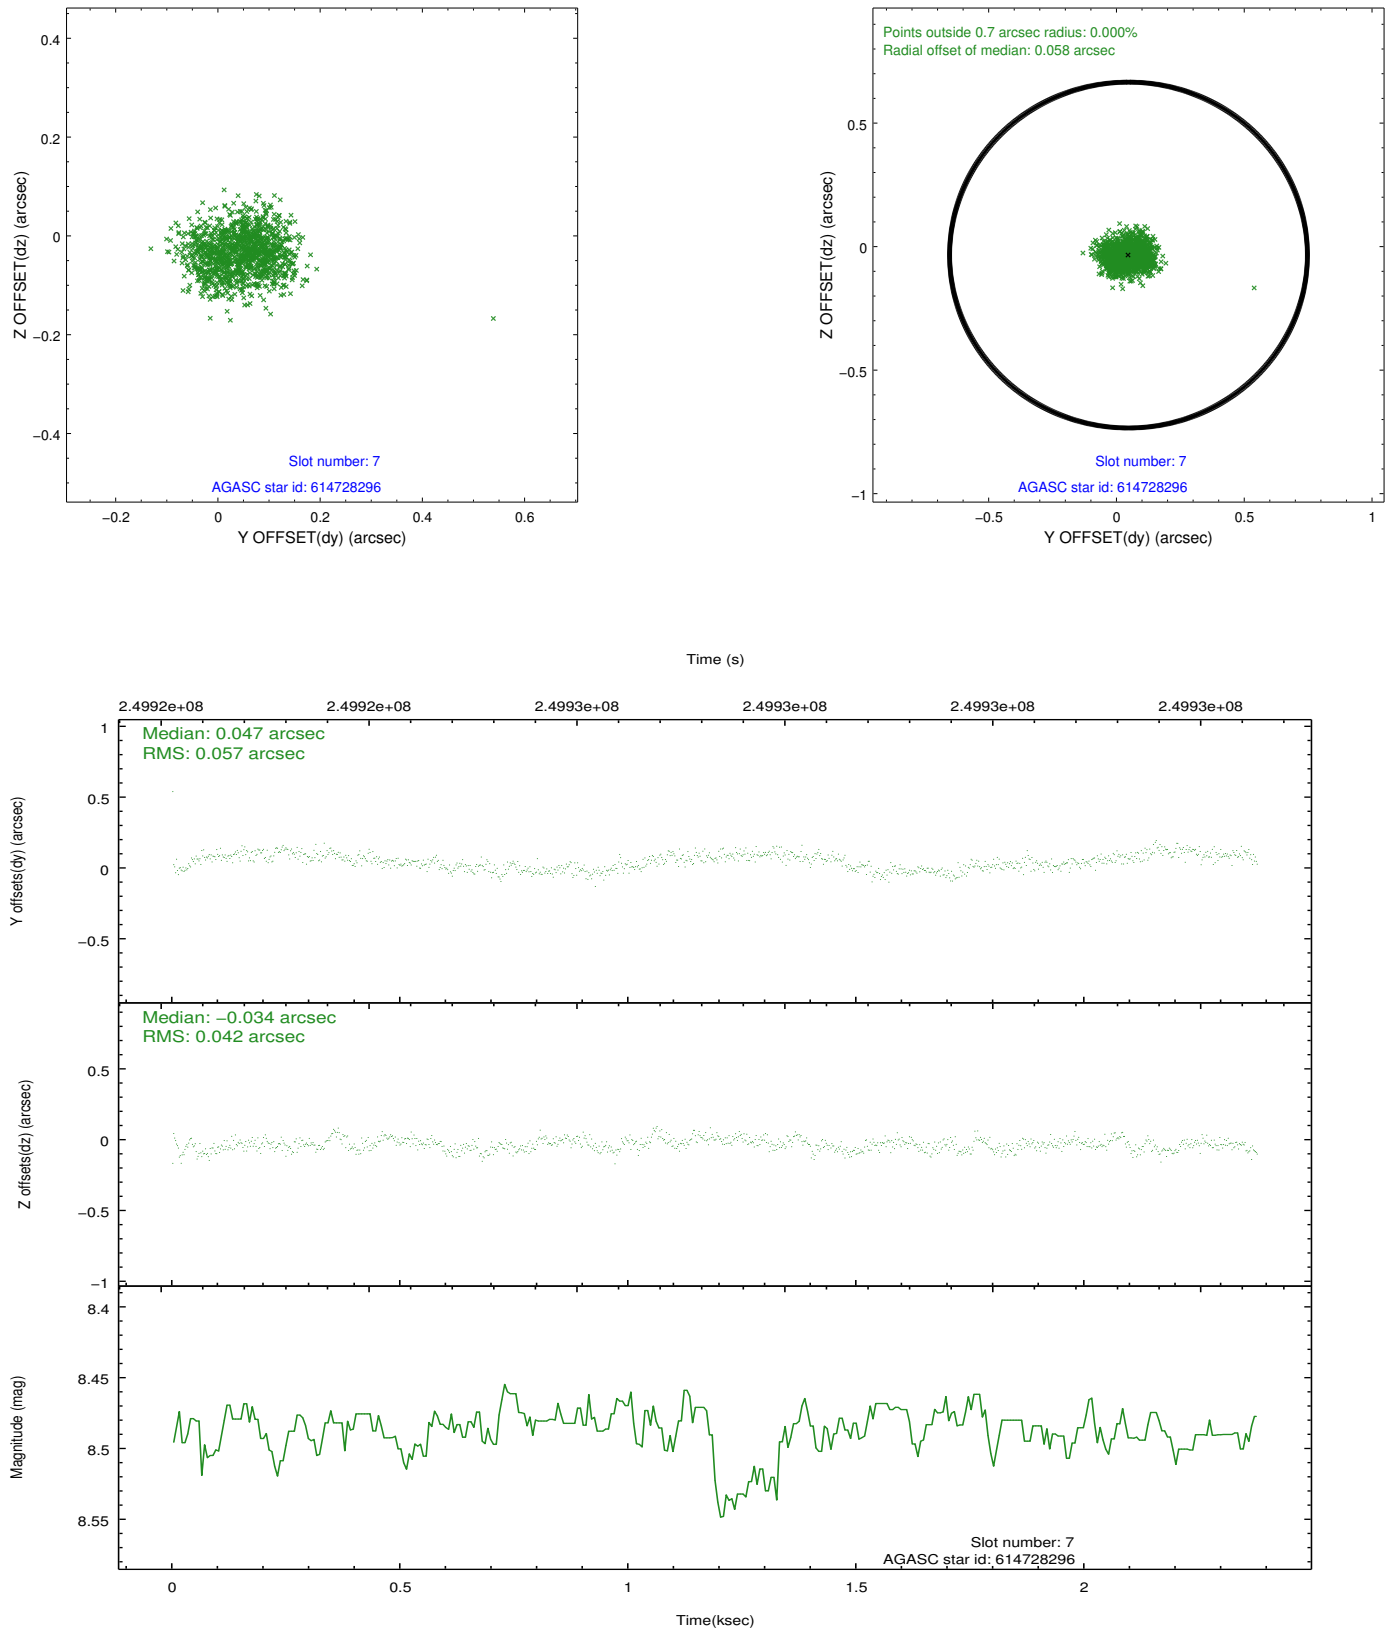 0.4
0.2
0
−0.2
−0.4
Z OFFSET(dz) (arcsec)
Slot number: 7
AGASC star id: 614728296
−0.2 0 0.2 0.4 0.6
Y OFFSET(dy) (arcsec)
Points outside 0.7 arcsec radius: 0.000%
Radial offset of median: 0.058 arcsec
0.5
0
−0.5
−1
Z OFFSET(dz) (arcsec)
Slot number: 7
AGASC star id: 614728296
−0.5 0 0.5 1
Y OFFSET(dy) (arcsec)
Time (s)
2.4992e+08 2.4992e+08 2.4993e+08 2.4993e+08 2.4993e+08 2.4993e+08
Median: 0.047 arcsec
RMS: 0.057 arcsec
1
0.5
0
−0.5
Y offsets(dy) (arcsec)
Median: −0.034 arcsec
RMS: 0.042 arcsec
0.5
0
−0.5
−1
Z offsets(dz) (arcsec)
8.4
8.45
8.5
8.55
Magnitude (mag)
Slot number: 7
AGASC star id: 614728296
0 0.5 1 1.5 2
Time(ksec)